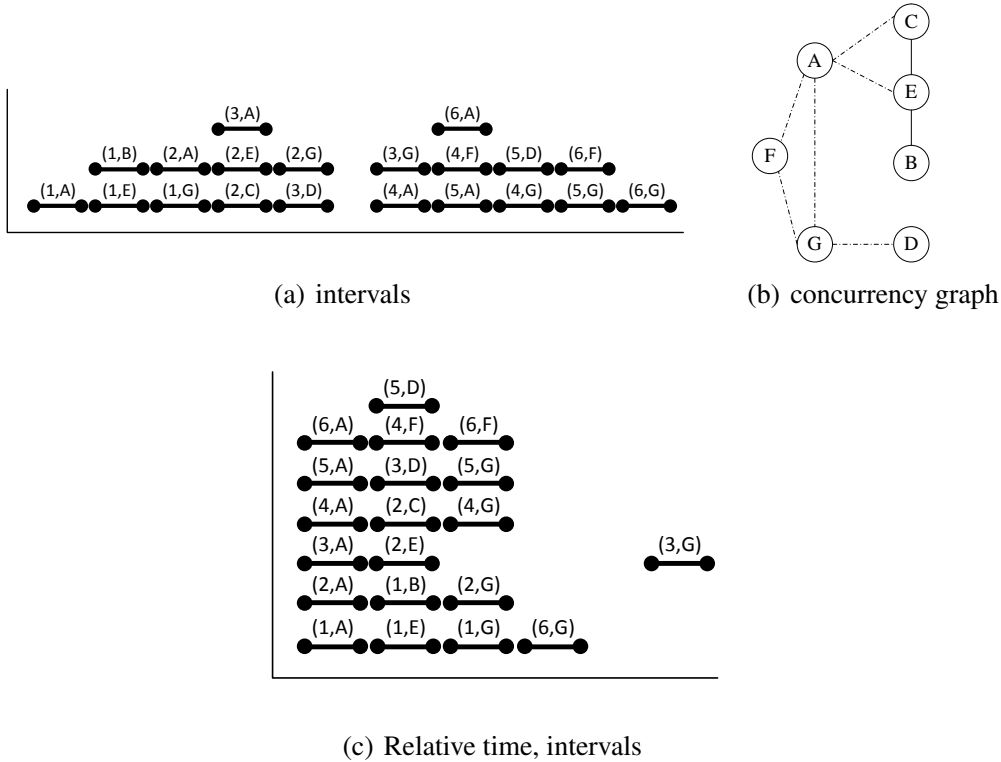 (3,A) (6,A)
(1,B) (2,A) (2,E) (2,G) (3,G) (4,F) (5,D) (6,F)
(1,A) (1,E) (1,G) (2,C) (3,D) (4,A) (5,A) (4,G) (5,G) (6,G)
(a) intervals
C
A
E
F
B
G
D
(b) concurrency graph
(5,D)
(6,A) (4,F) (6,F)
(5,A) (3,D) (5,G)
(4,A) (2,C) (4,G)
(3,A) (2,E) (3,G)
(2,A) (1,B) (2,G)
(1,A) (1,E) (1,G) (6,G)
(c) Relative time, intervals